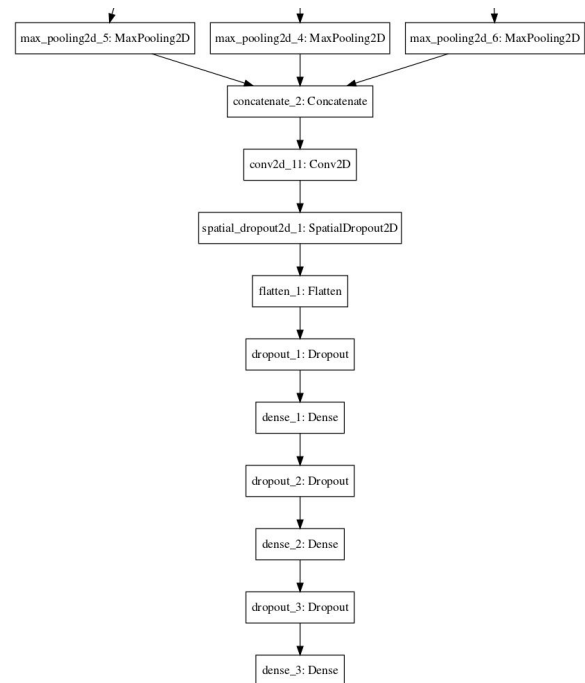 max_pooling2d_5: MaxPooling2D
max_pooling2d_4: MaxPooling2D
max_pooling2d_6: MaxPooling2D
concatenate_2: Concatenate
conv2d_11: Conv2D
spatial_dropout2d_1: SpatialDropout2D
flatten_1: Flatten
dropout_1: Dropout
dense_1: Dense
dropout_2: Dropout
dense_2: Dense
dropout_3: Dropout
dense_3: Dense